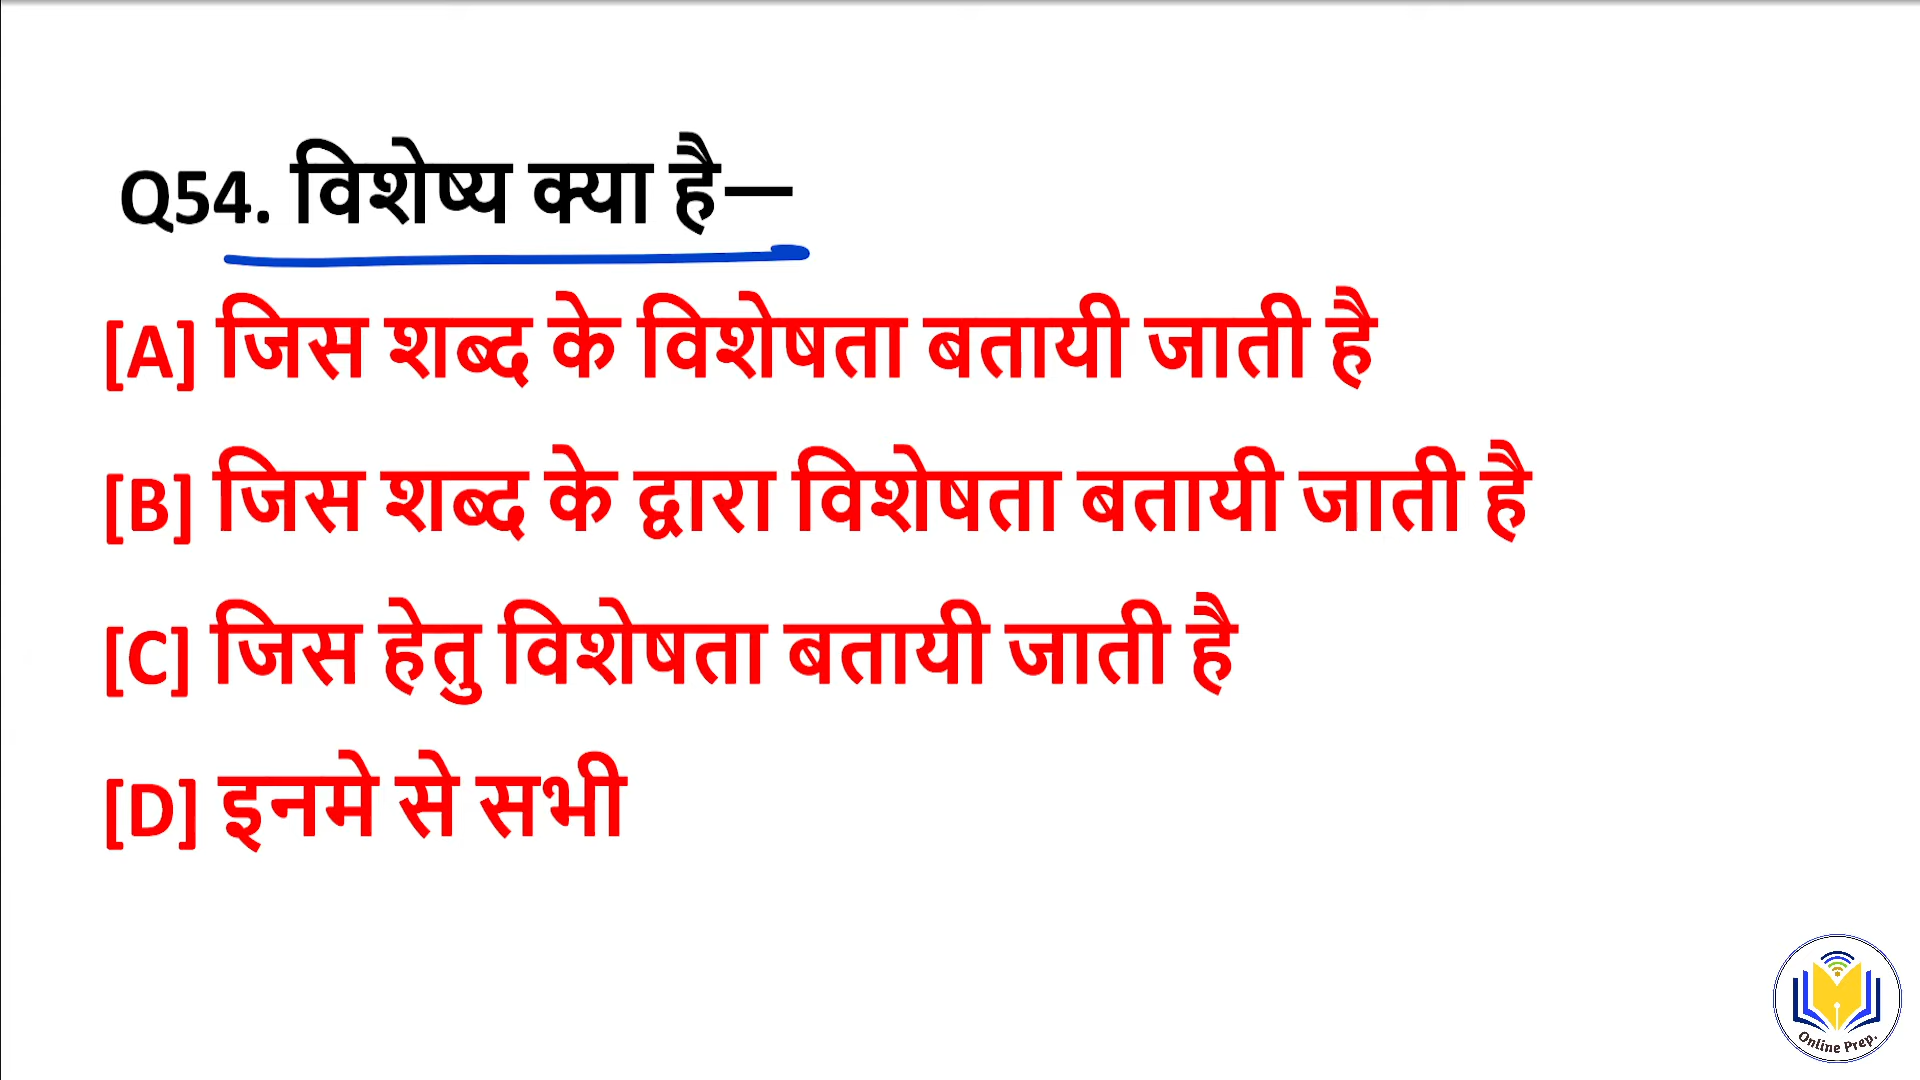 Q54. विशेष्य क्या है—
[A] जिस शब्द के विशेषता बतायी जाती है
[B] जिस शब्द के द्वारा विशेषता बतायी जाती है
[C] जिस हेतु विशेषता बतायी जाती है
[D] इनमे से सभी
Online Prep.